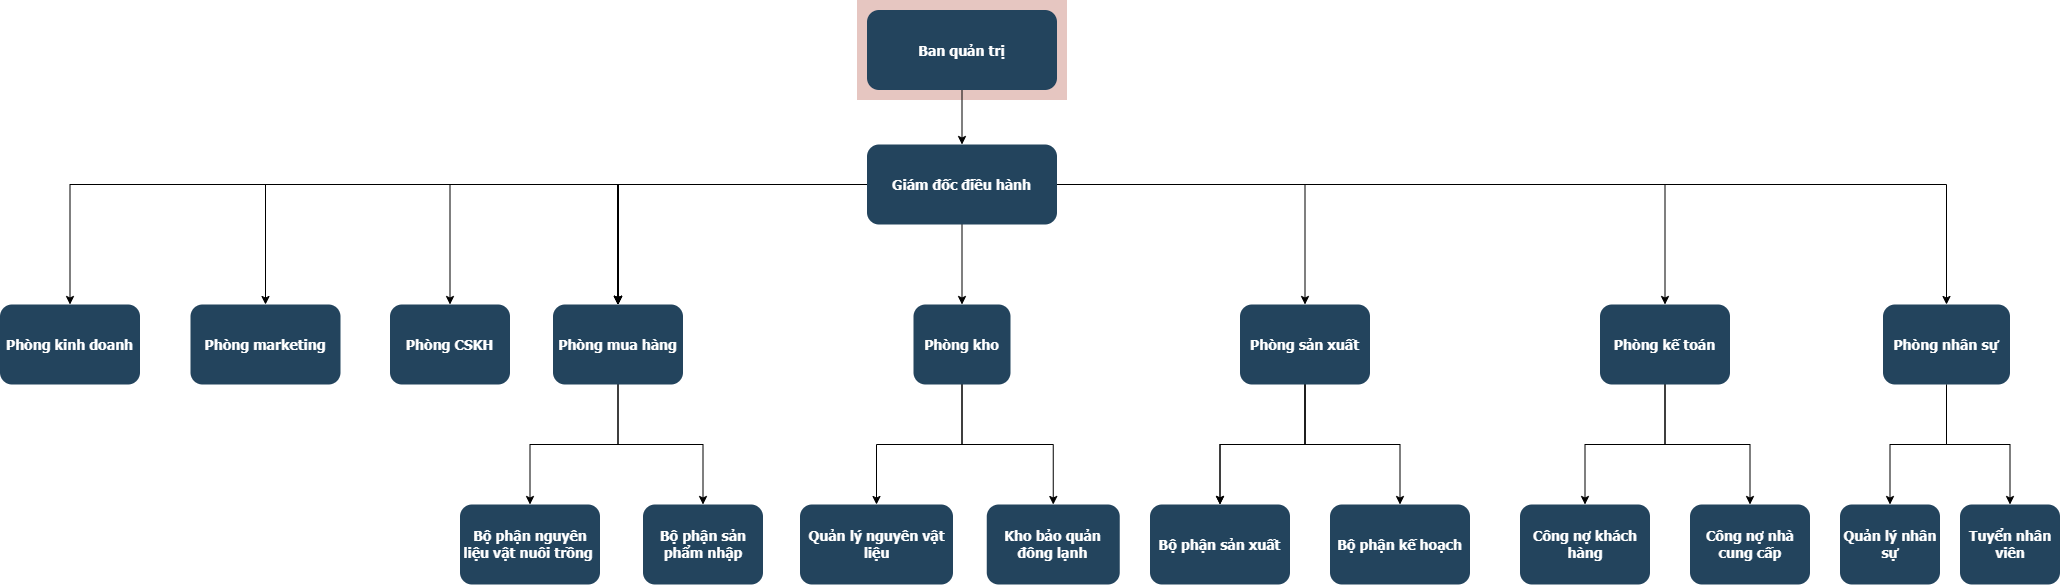 Ban quản trị
Giám đốc điều hành
Phòng kinh doanh
Phòng marketing
Phòng CSKH
Phòng mua hàng
Phòng kho
Phòng sản xuất
Phòng kế toán
Phòng nhân sự
Bộ phận nguyên
liệu vật nuôi trồng
Bộ phận sản
phẩm nhập
Quản lý nguyên vật
liệu
Kho bảo quản
đông lạnh
Bộ phận sản xuất
Bộ phận kế hoạch
Công nợ khách
hàng
Công nợ nhà
cung cấp
Quản lý nhân
sự
Tuyển nhân
viên